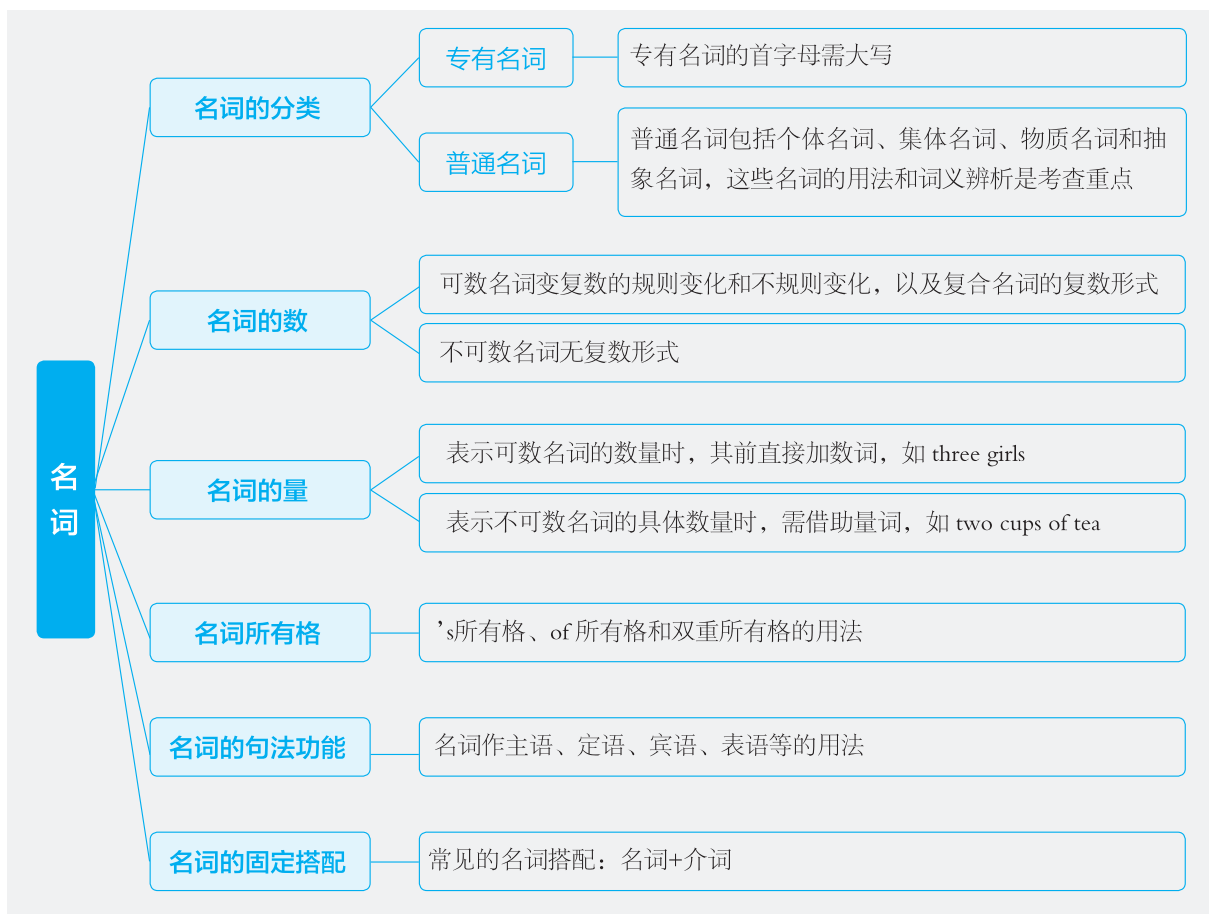 名
词
名词的分类
专有名词
专有名词的首字母需大写
普通名词
普通名词包括个体名词、集体名词、物质名词和抽
象名词，这些名词的用法和词义辨析是考查重点
名词的数
可数名词变复数的规则变化和不规则变化，以及复合名词的复数形式
不可数名词无复数形式
名词的量
表示可数名词的数量时，其前直接加数词，如 three girls
表示不可数名词的具体数量时，需借助量词，如 two cups of tea
名词所有格
’s所有格、of 所有格和双重所有格的用法
名词的句法功能
名词作主语、定语、宾语、表语等的用法
名词的固定搭配
常见的名词搭配：名词+介词